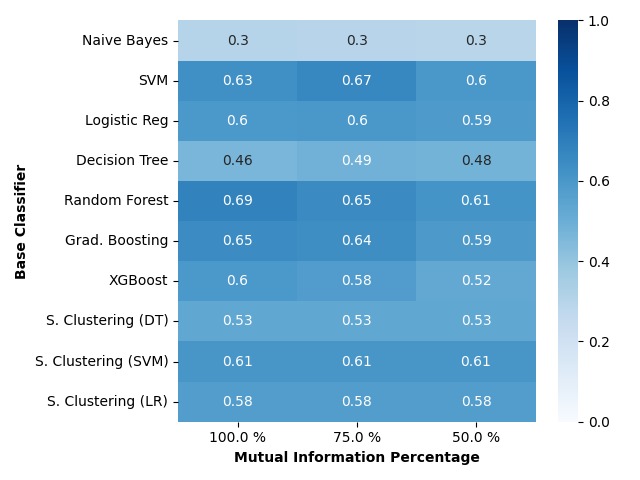 Naive Bayes 0.3 0.3 0.3
SVM 0.63 0.67 0.6
Logistic Reg 0.6 0.6 0.59
Decision Tree 0.46 0.49 0.48
Random Forest 0.69 0.65 0.61
Grad. Boosting 0.65 0.64 0.59
XGBoost 0.6 0.58 0.52
S. Clustering (DT) 0.53 0.53 0.53
S. Clustering (SVM) 0.61 0.61 0.61
S. Clustering (LR) 0.58 0.58 0.58
100.0 % 75.0 % 50.0 %
Mutual Information Percentage
Base Classifier
1.0
0.8
0.6
0.4
0.2
0.0